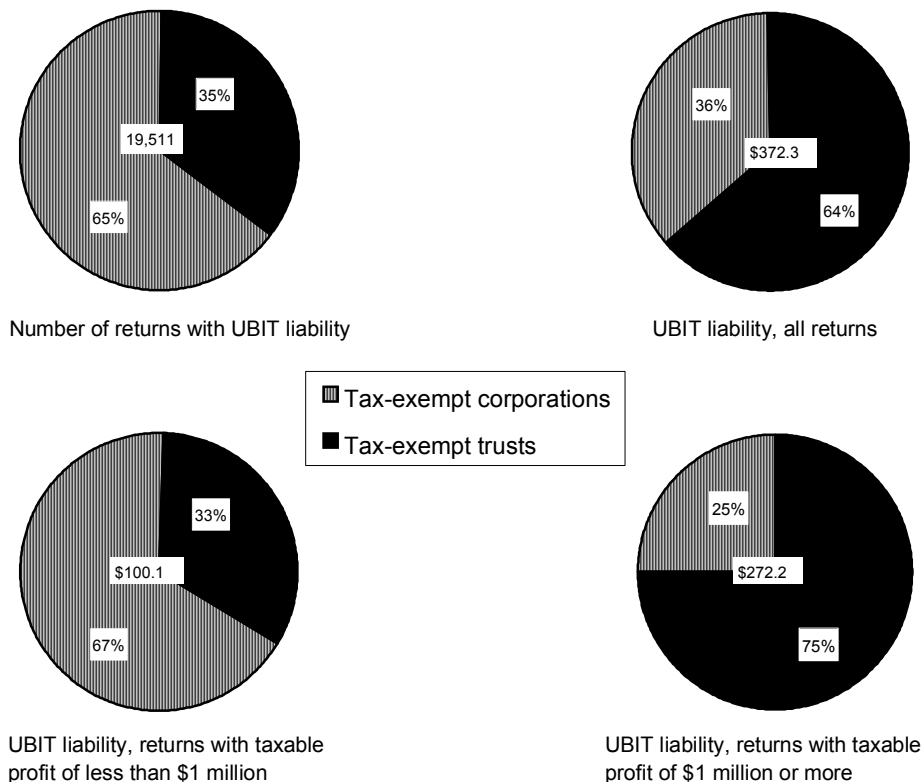 35%
19,511
65%
Number of returns with UBIT liability
36%
$372.3
64%
UBIT liability, all returns
Tax-exempt corporations
Tax-exempt trusts
33%
$100.1
67%
UBIT liability, returns with taxable
profit of less than $1 million
25%
$272.2
75%
UBIT liability, returns with taxable
profit of $1 million or more